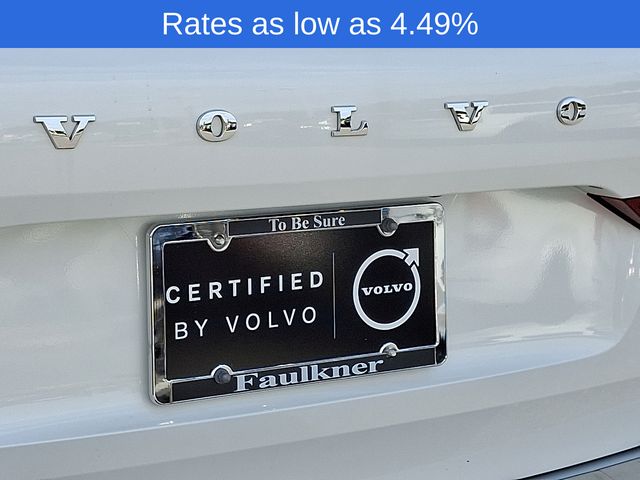 Rates as low as 4.49%
VOLVO
To Be Sure
CERTIFIED
BY VOLVO
VOLVO
Faulkner